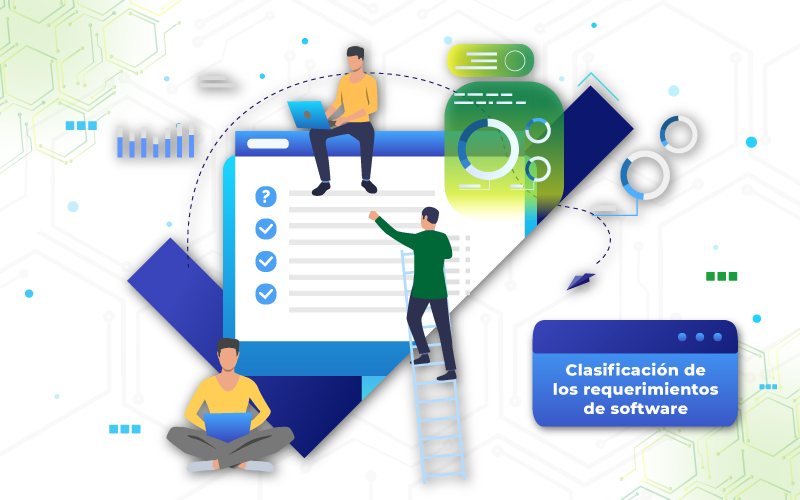 ?
Clasificación de
los requerimientos
de software